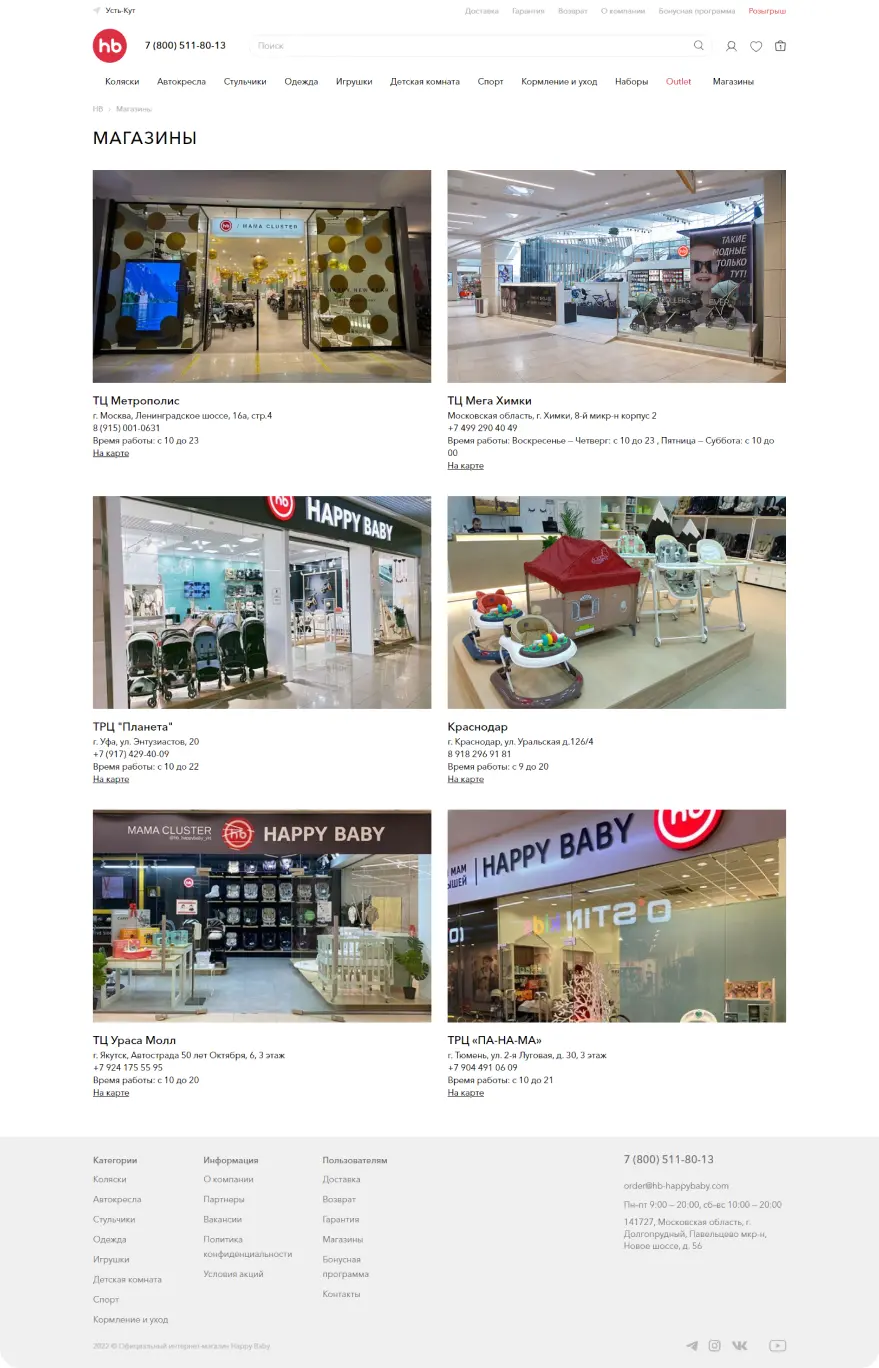 Усть-Кут
Доставка Гарантия Возврат О компании Бонусная программа Розыгрыш
hb 7 (800) 511-80-13 Поиск
Коляски Автокресла Стульчики Одежда Игрушки Детская комната Спорт Кормление и уход Наборы Outlet Магазины
HB › Магазины
МАГАЗИНЫ
hb / MAMA CLUSTER
HAPPY NEW YEAR
ТАКИЕ
МОДНЫЕ
ТОЛЬКО
ТУТ!
ТЦ Метрополис
г. Москва, Ленинградское шоссе, 16а, стр.4
8 (915) 001-0631
Время работы: с 10 до 23
На карте
ТЦ Мега Химки
Московская область, г. Химки, 8-й микр-н корпус 2
+7 499 290 40 49
Время работы: Воскресенье – Четверг: с 10 до 23 , Пятница – Суббота: с 10 до
00
На карте
hb HAPPY BABY
ТРЦ "Планета"
г. Уфа, ул. Энтузиастов, 20
+7 (917) 429-40-09
Время работы: с 10 до 22
На карте
Краснодар
г. Краснодар, ул. Уральская д.126/4
8 918 296 91 81
Время работы: с 9 до 20
На карте
MAMA CLUSTER hb HAPPY BABY
МАМ
ЫШЕЙ HAPPY BABY hb
ТЦ Ураса Молл
г. Якутск, Автострада 50 лет Октября, 6, 3 этаж
+7 924 175 55 95
Время работы: с 10 до 20
На карте
ТРЦ «ПА-НА-МА»
г. Тюмень, ул. 2-я Луговая, д. 30, 3 этаж
+7 904 491 06 09
Время работы: с 10 до 21
На карте
Категории
Коляски
Автокресла
Стульчики
Одежда
Игрушки
Детская комната
Спорт
Кормление и уход
Информация
О компании
Партнеры
Вакансии
Политика
конфиденциальности
Условия акций
Пользователям
Доставка
Возврат
Гарантия
Магазины
Бонусная
программа
Контакты
7 (800) 511-80-13
order@hb-happybaby.com
Пн-пт 9:00 – 20:00, сб-вс 10:00 – 20:00
141727, Московская область, г.
Долгопрудный, Павельцево мкр-н,
Новое шоссе, д. 56
2022 © Официальный интернет-магазин Happy Baby